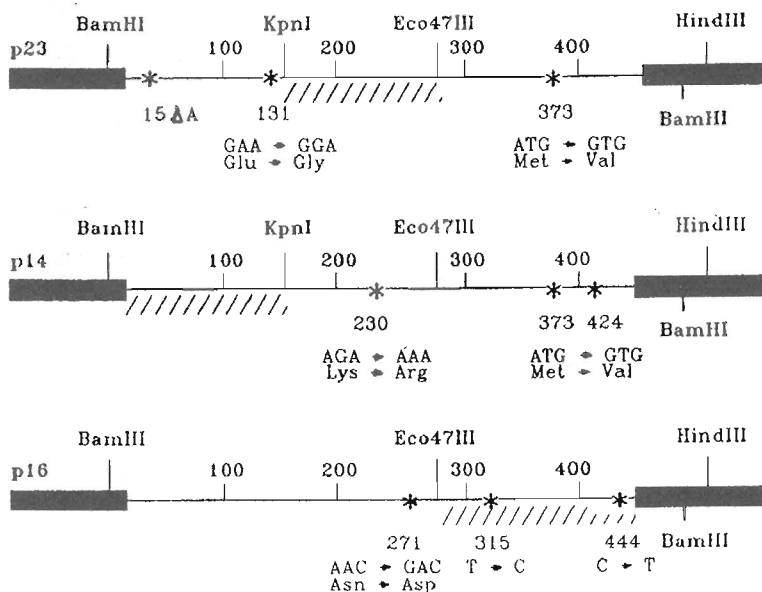 BamHI KpnI Eco47III HindIII
p23 100 200 300 400
15ΔA 131 373 BamHI
GAA → GGA ATG → GTG
Glu → Gly Met → Val
BamHI KpnI Eco47III HindIII
p14 100 200 300 400
230 373 424 BamHI
AGA → AAA ATG → GTG
Lys → Arg Met → Val
BamHI Eco47III HindIII
p16 100 200 300 400
271 315 444 BamHI
AAC → GAC T → C C → T
Asn → Asp